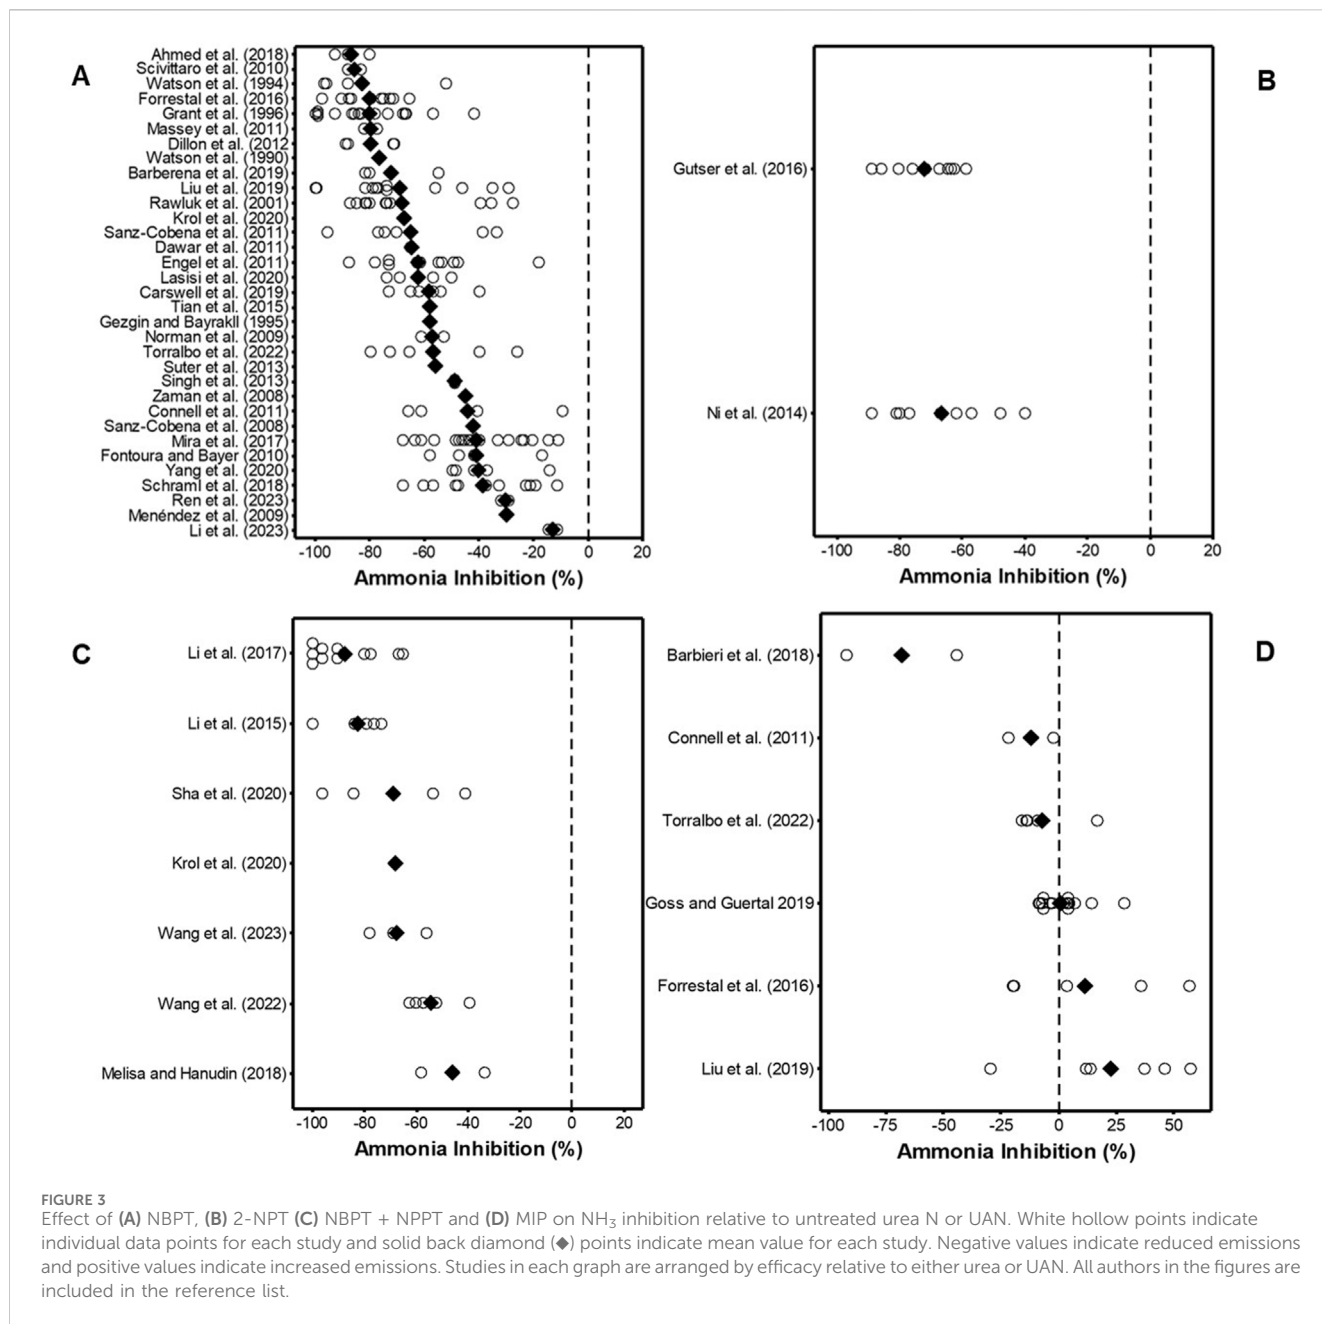 A
Ahmed et al. (2018)
Scivittaro et al. (2010)
Watson et al. (1994)
Forrestal et al. (2016)
Grant et al. (1996)
Massey et al. (2011)
Dillon et al. (2012
Watson et al. (1990)
Barberena et al. (2019)
Liu et al. (2019)
Rawluk et al. (2001)
Krol et al. (2020)
Sanz-Cobena et al. (2011)
Dawar et al. (2011)
Engel et al. (2011)
Lasisi et al. (2020)
Carswell et al. (2019)
Tian et al. (2015)
Gezgin and Bayrakll (1995)
Norman et al. (2009)
Torralbo et al. (2022)
Suter et al. (2013)
Singh et al. (2013)
Zaman et al. (2008)
Connell et al. (2011)
Sanz-Cobena et al. (2008)
Mira et al. (2017)
Fontoura and Bayer (2010)
Yang et al. (2020)
Schraml et al. (2018)
Ren et al. (2023)
Menéndez et al. (2009)
Li et al. (2023)
-100 -80 -60 -40 -20 0 20
Ammonia Inhibition (%)
B
Gutser et al. (2016)
Ni et al. (2014)
-100 -80 -60 -40 -20 0 20
Ammonia Inhibition (%)
C
Li et al. (2017)
Li et al. (2015)
Sha et al. (2020)
Krol et al. (2020)
Wang et al. (2023)
Wang et al. (2022)
Melisa and Hanudin (2018)
-100 -80 -60 -40 -20 0 20
Ammonia Inhibition (%)
D
Barbieri et al. (2018)
Connell et al. (2011)
Torralbo et al. (2022)
Goss and Guertal 2019
Forrestal et al. (2016)
Liu et al. (2019)
-100 -75 -50 -25 0 25 50
Ammonia Inhibition (%)
FIGURE 3
Effect of (A) NBPT, (B) 2-NPT (C) NBPT + NPPT and (D) MIP on NH₃ inhibition relative to untreated urea N or UAN. White hollow points indicate
individual data points for each study and solid back diamond (◆) points indicate mean value for each study. Negative values indicate reduced emissions
and positive values indicate increased emissions. Studies in each graph are arranged by efficacy relative to either urea or UAN. All authors in the figures are
included in the reference list.